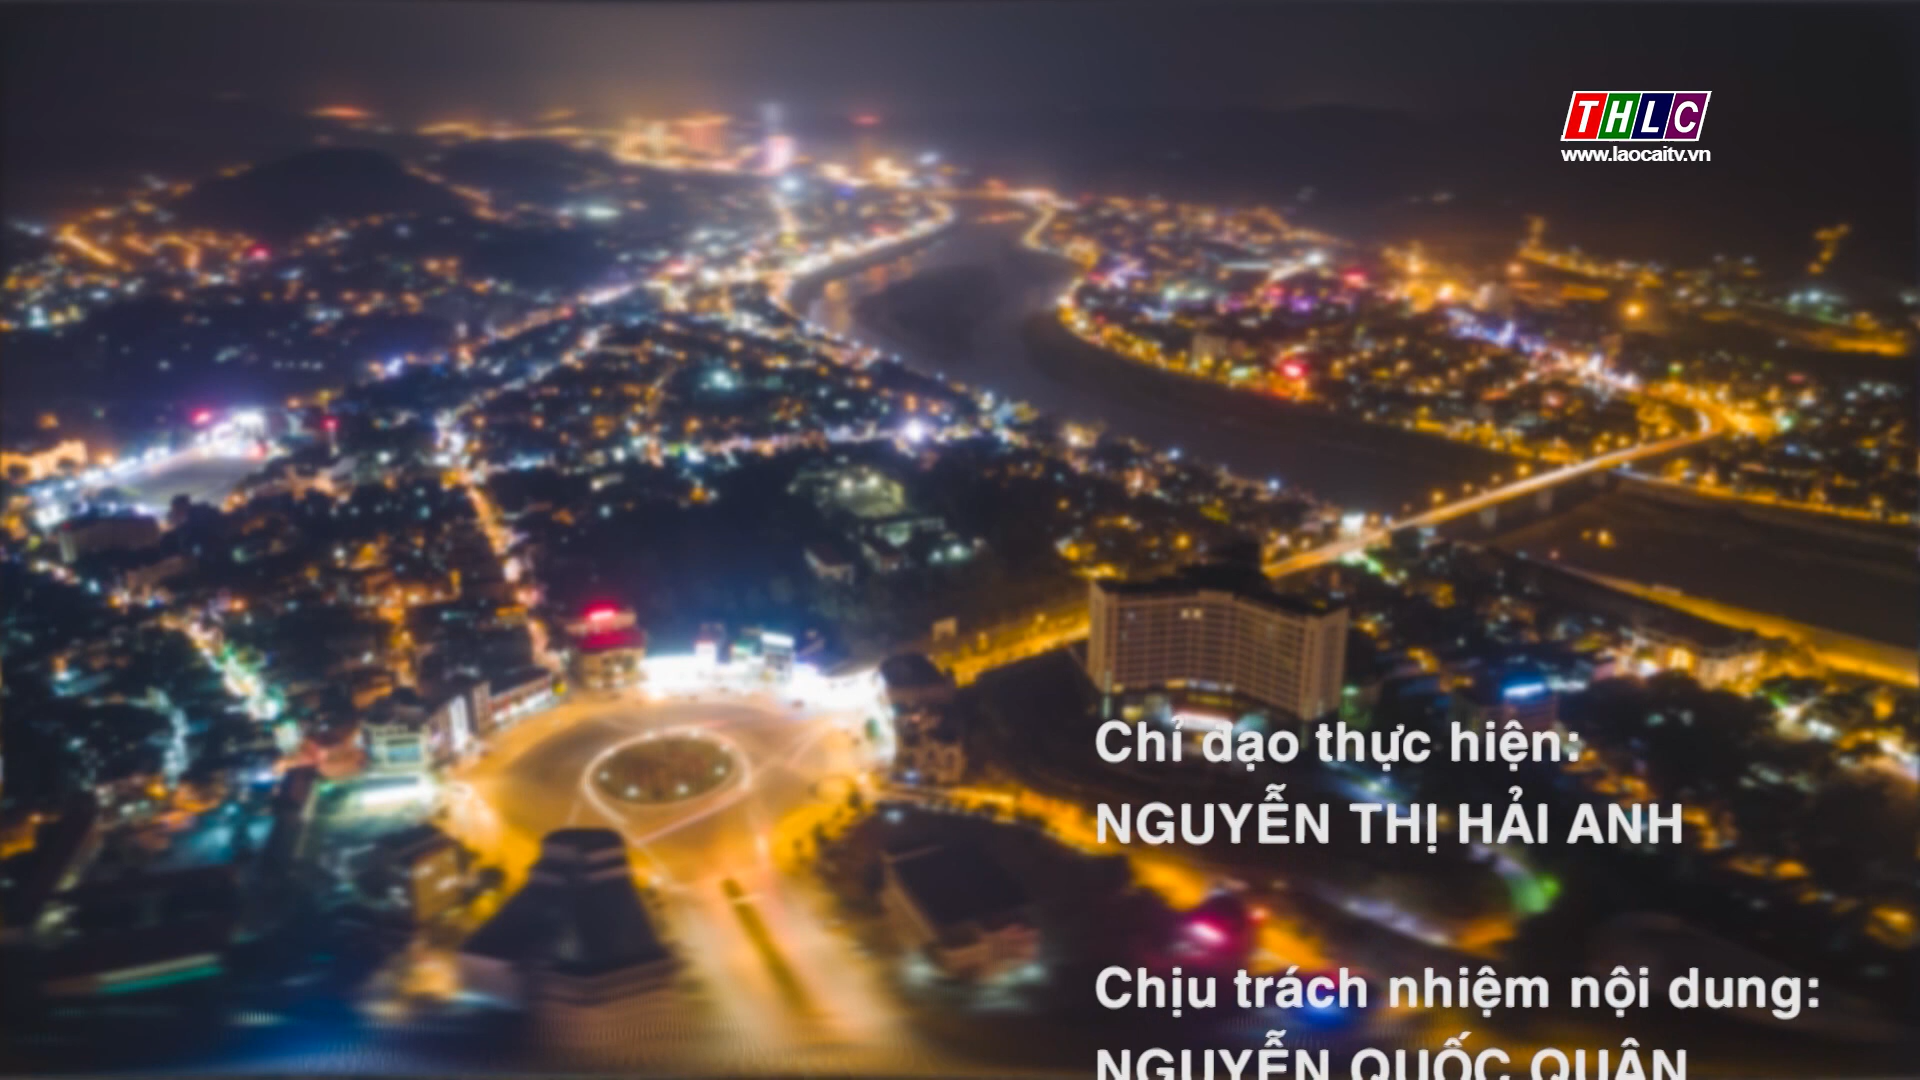 THLC
www.laocaitv.vn
Chỉ đạo thực hiện:
NGUYỄN THỊ HẢI ANH
Chịu trách nhiệm nội dung:
NGUYỄN QUỐC QUÂN